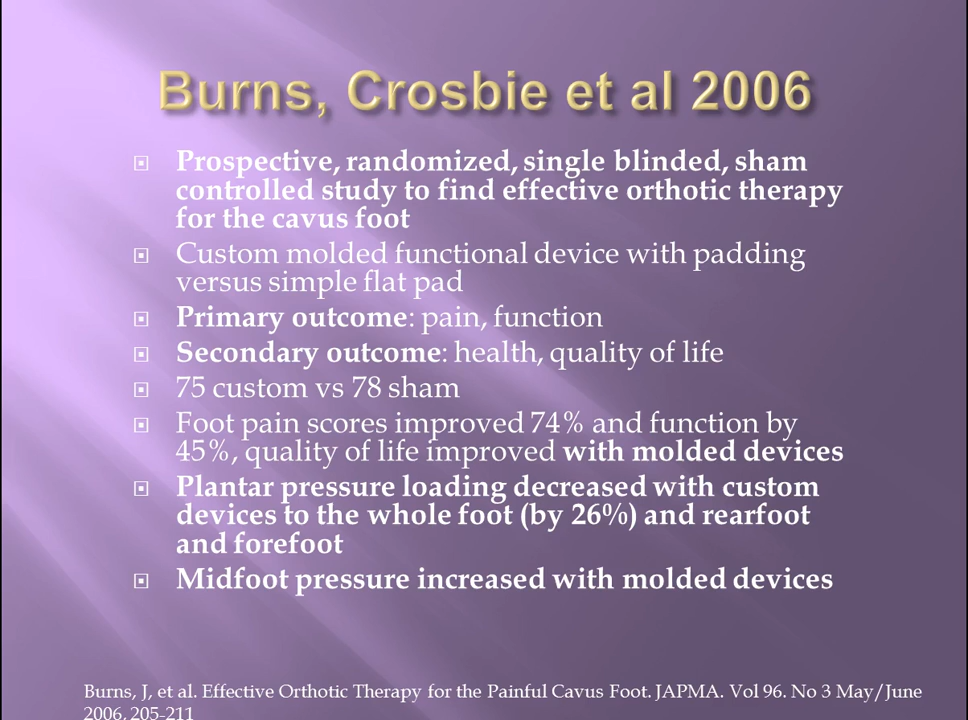 Burns, Crosbie et al 2006
Prospective, randomized, single blinded, sham
controlled study to find effective orthotic therapy
for the cavus foot
Custom molded functional device with padding
versus simple flat pad
Primary outcome: pain, function
Secondary outcome: health, quality of life
75 custom vs 78 sham
Foot pain scores improved 74% and function by
45%, quality of life improved with molded devices
Plantar pressure loading decreased with custom
devices to the whole foot (by 26%) and rearfoot
and forefoot
Midfoot pressure increased with molded devices
Burns, J, et al. Effective Orthotic Therapy for the Painful Cavus Foot. JAPMA. Vol 96. No 3 May/June
2006, 205-211